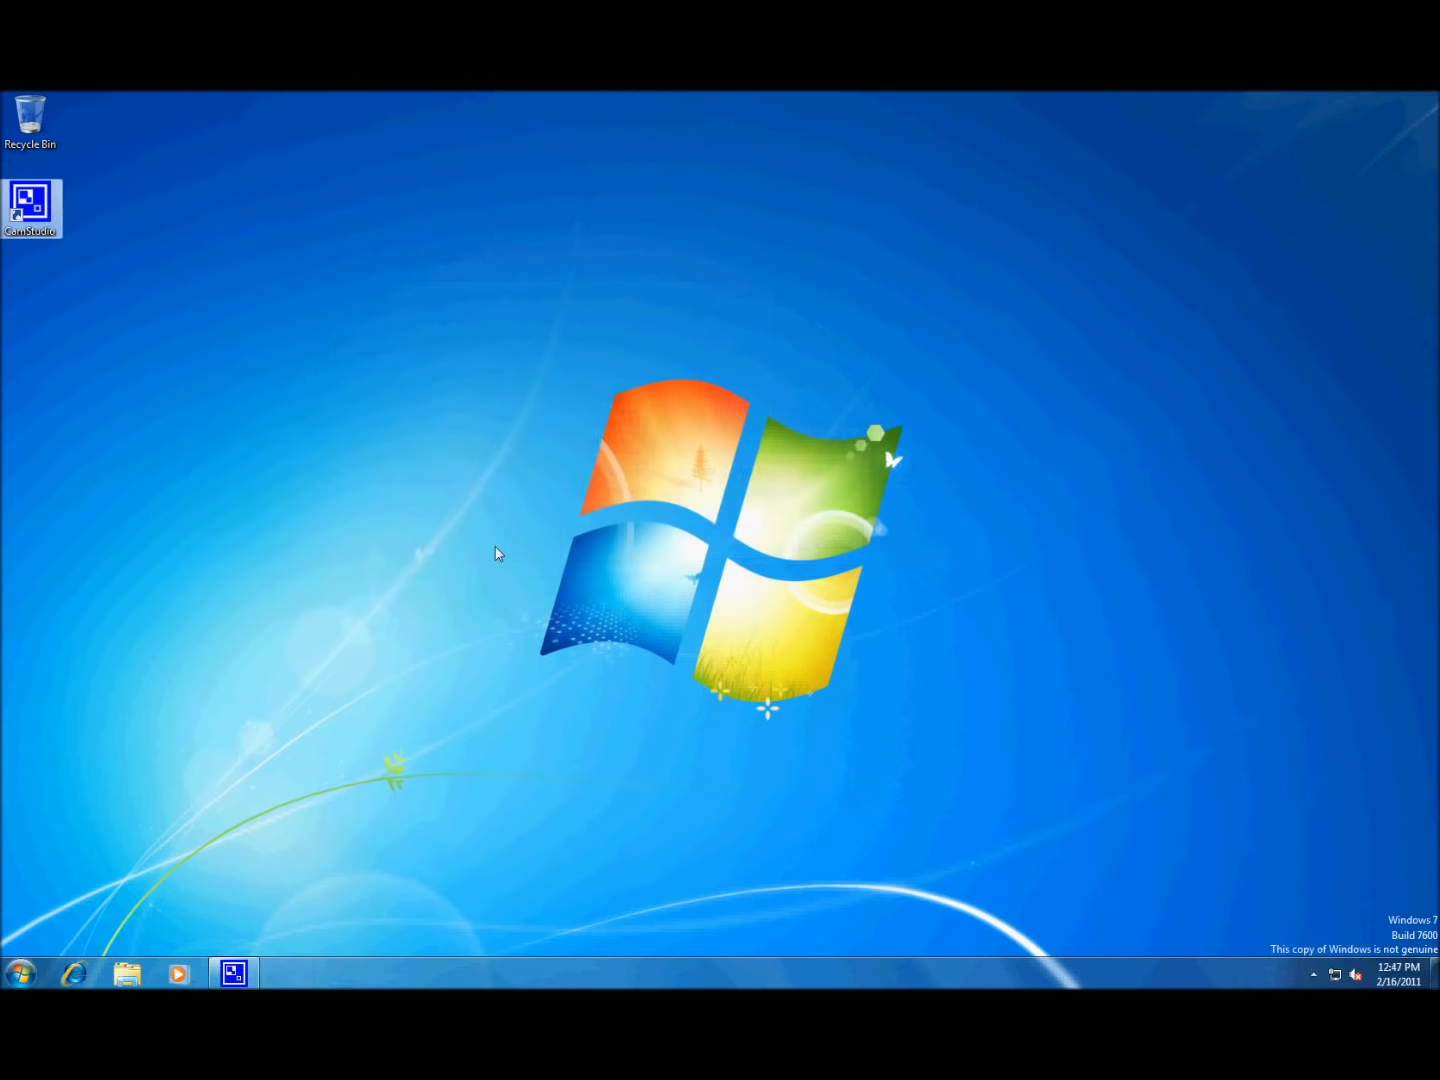 Recycle Bin
CamStudio
Windows 7
Build 7600
This copy of Windows is not genuine
12:47 PM
2/16/2011